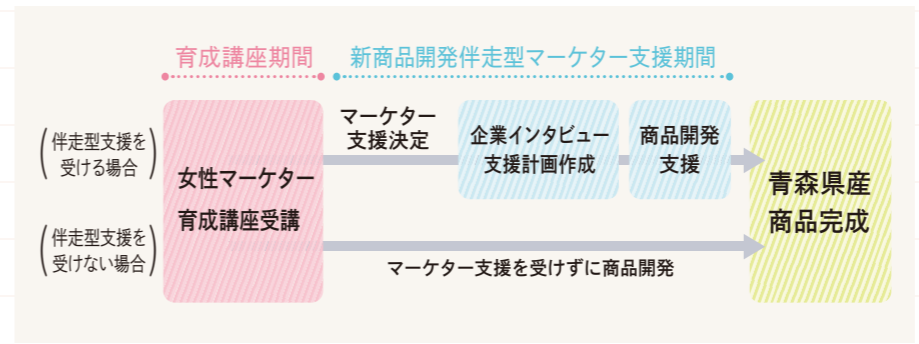 育成講座期間
新商品開発伴走型マーケター支援期間
(伴走型支援を
受ける場合)
女性マーケター
育成講座受講
マーケター
支援決定
企業インタビュー
支援計画作成
商品開発
支援
(伴走型支援を
受けない場合)
マーケター支援を受けずに商品開発
青森県産
商品完成